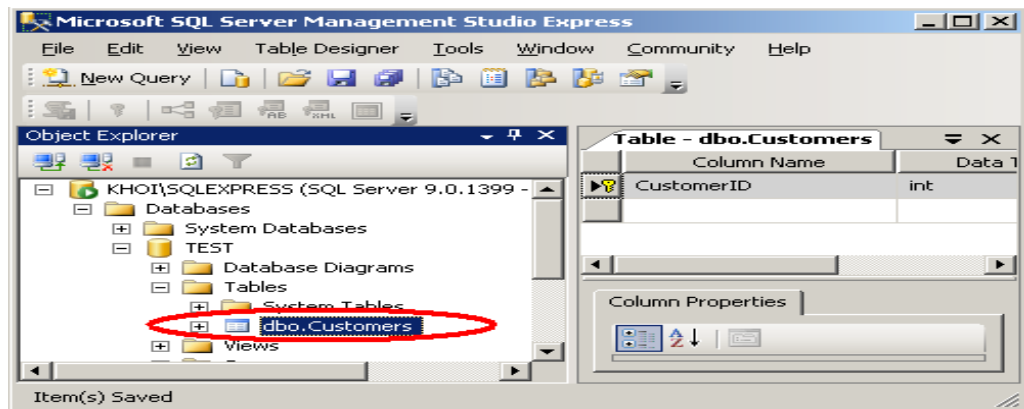 Microsoft SQL Server Management Studio Express
File Edit View Table Designer Tools Window Community Help
New Query
Object Explorer
KHOI\SQLEXPRESS (SQL Server 9.0.1399 -
Databases
System Databases
TEST
Database Diagrams
Tables
System Tables
dbo.Customers
Views
Table - dbo.Customers
Column Name Data T
CustomerID int
Column Properties
Item(s) Saved